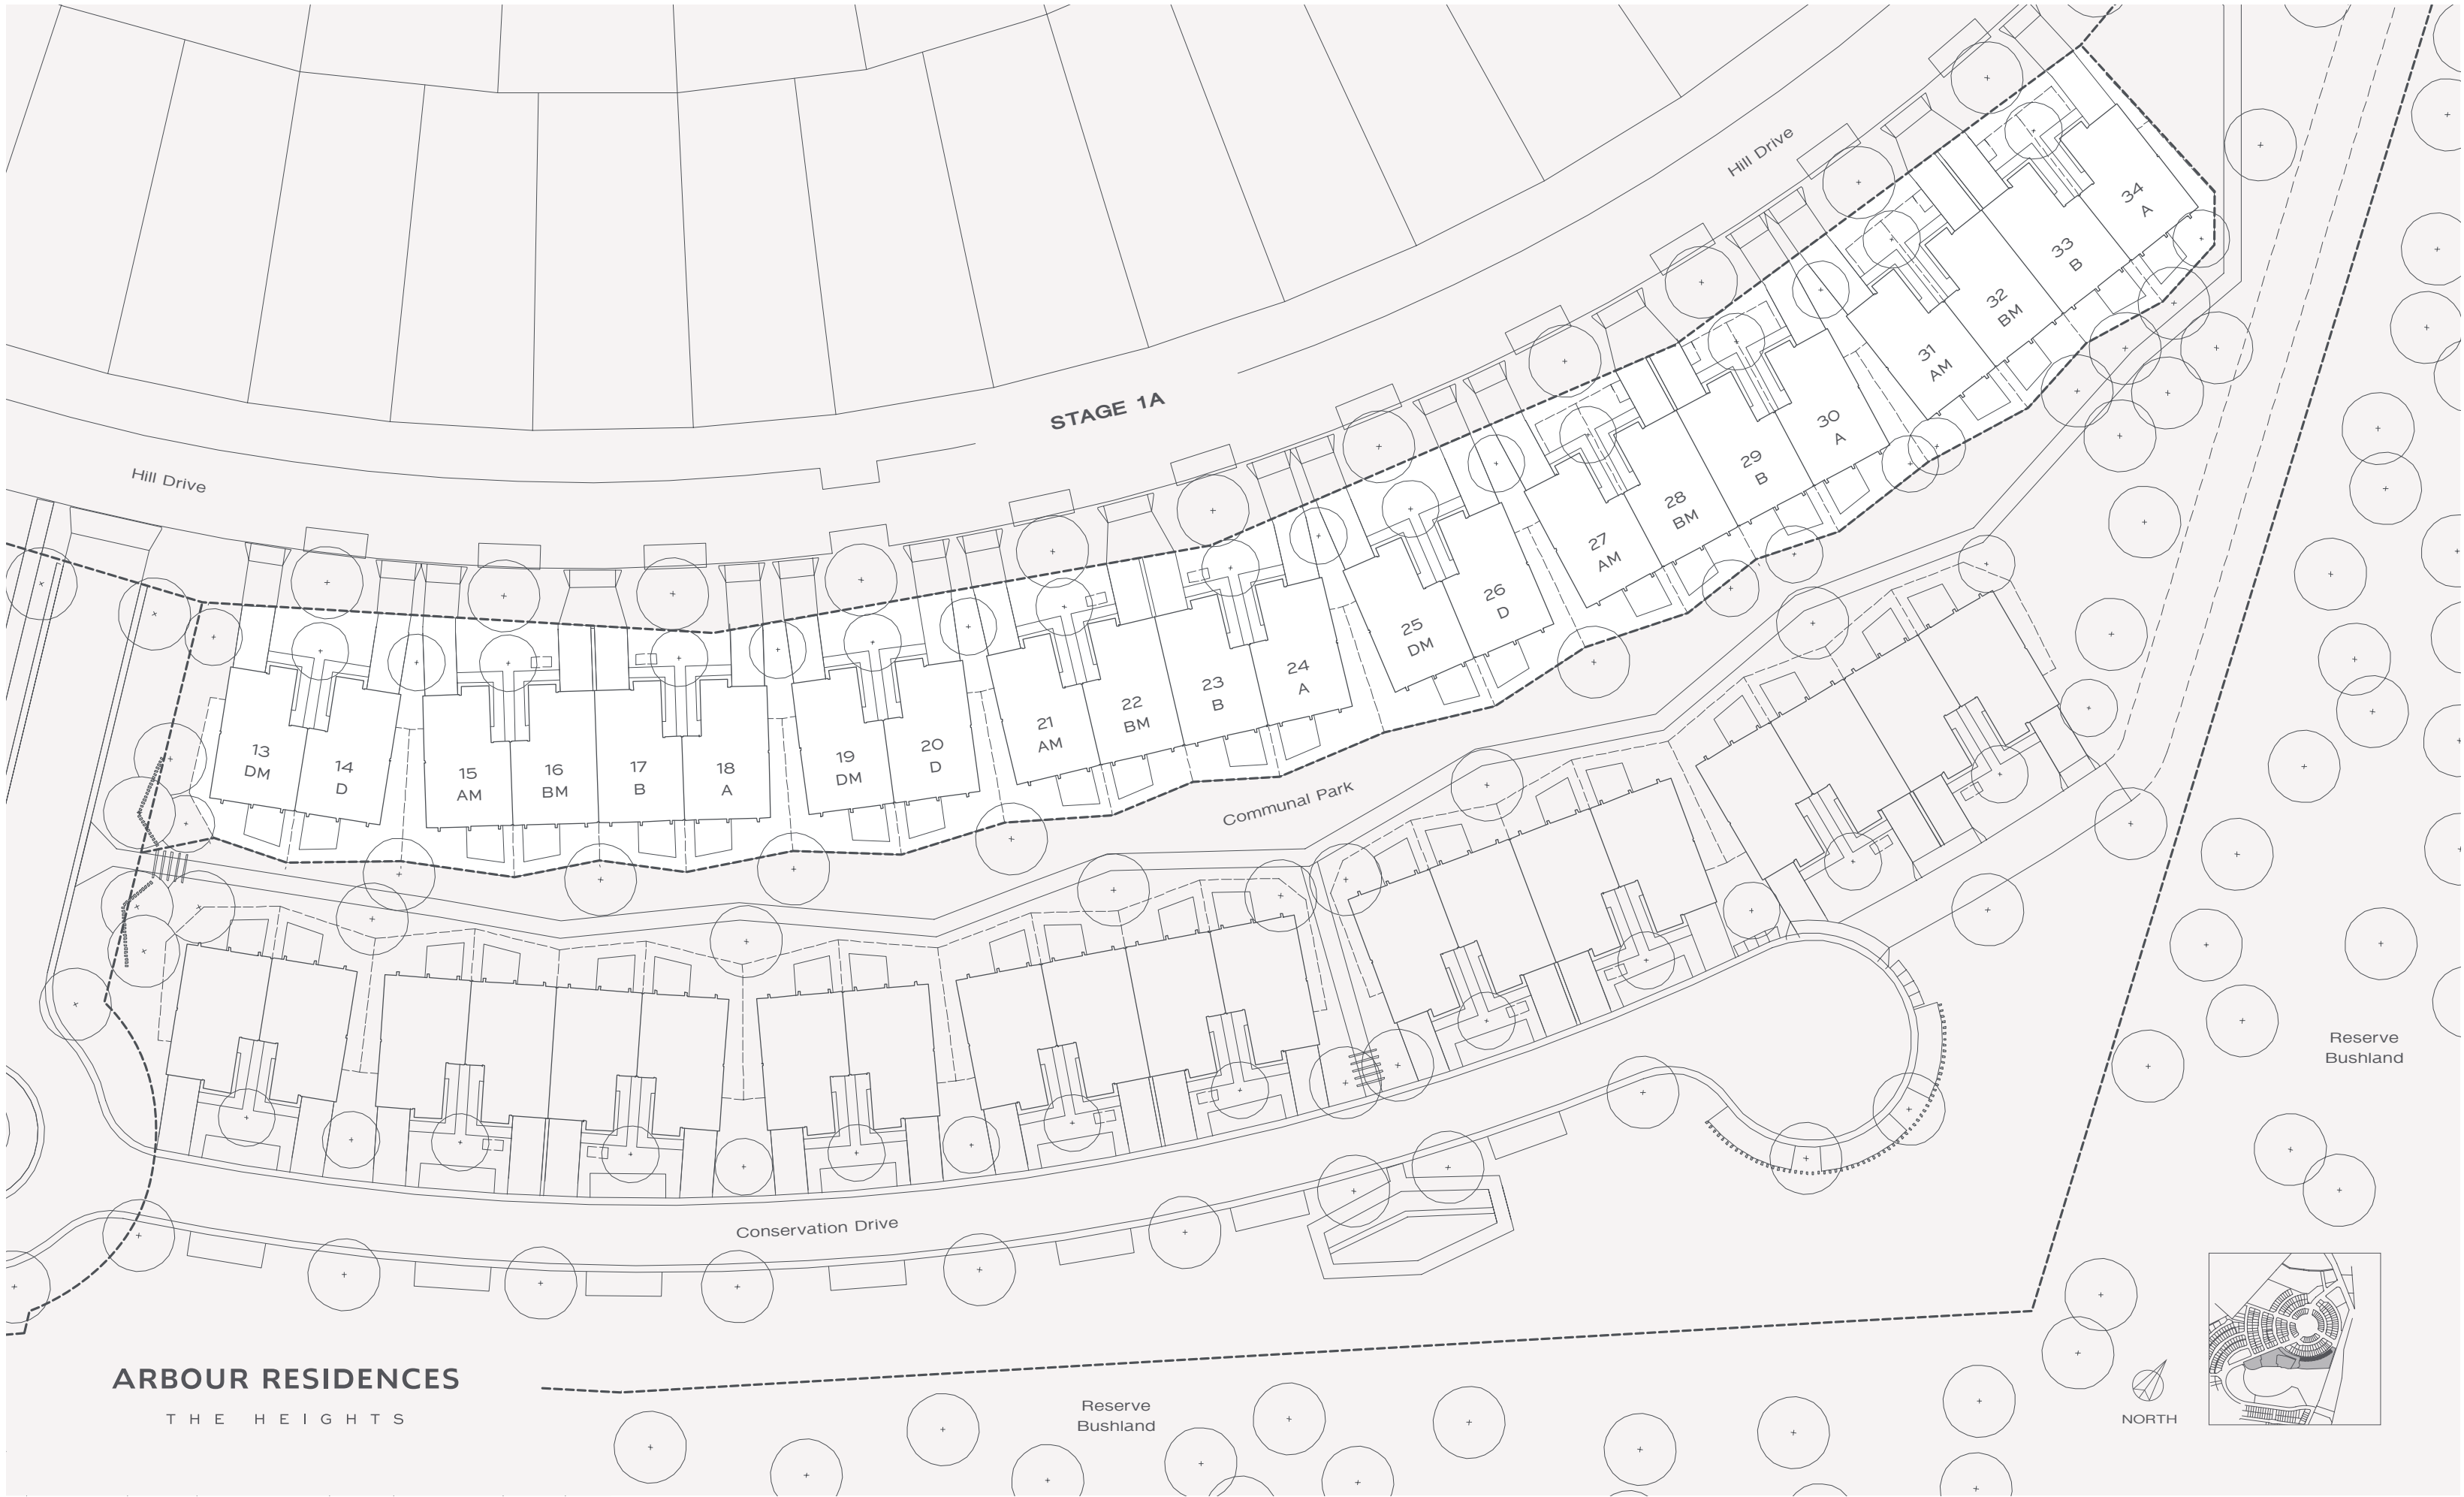 Hill Drive
34
A
33
B
32
BM
31
AM
30
A
29
B
28
BM
27
AM
26
D
25
DM
24
A
23
B
22
BM
21
AM
20
D
19
DM
18
A
17
B
16
BM
15
AM
14
D
13
DM
STAGE 1A
Hill Drive
Communal Park
Reserve
Bushland
Conservation Drive
ARBOUR RESIDENCES
THE HEIGHTS
Reserve
Bushland
NORTH